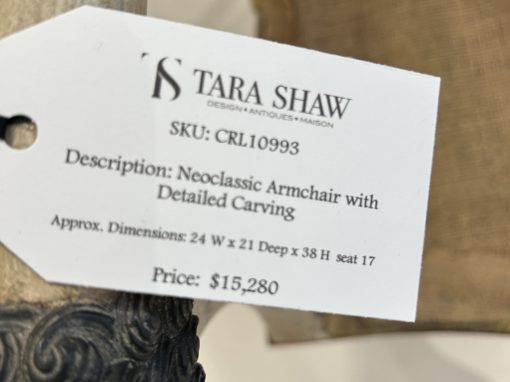 TS TARA SHAW
DESIGN • ANTIQUES • MAISON
SKU: CRL10993
Description: Neoclassic Armchair with
Detailed Carving
Approx. Dimensions: 24 W x 21 Deep x 38 H seat 17
Price: $15,280